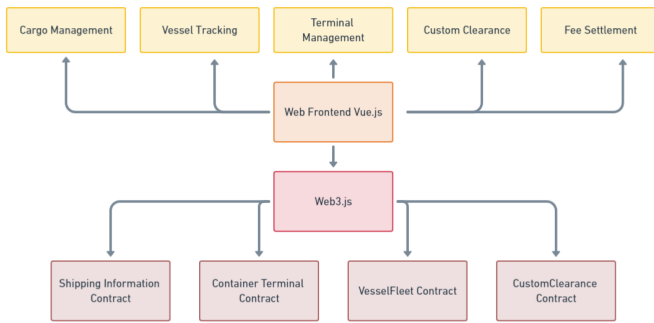 Cargo Management
Vessel Tracking
Terminal
Management
Custom Clearance
Fee Settlement
Web Frontend Vue.js
Web3.js
Shipping Information
Contract
Container Terminal
Contract
VesselFleet Contract
CustomClearance
Contract